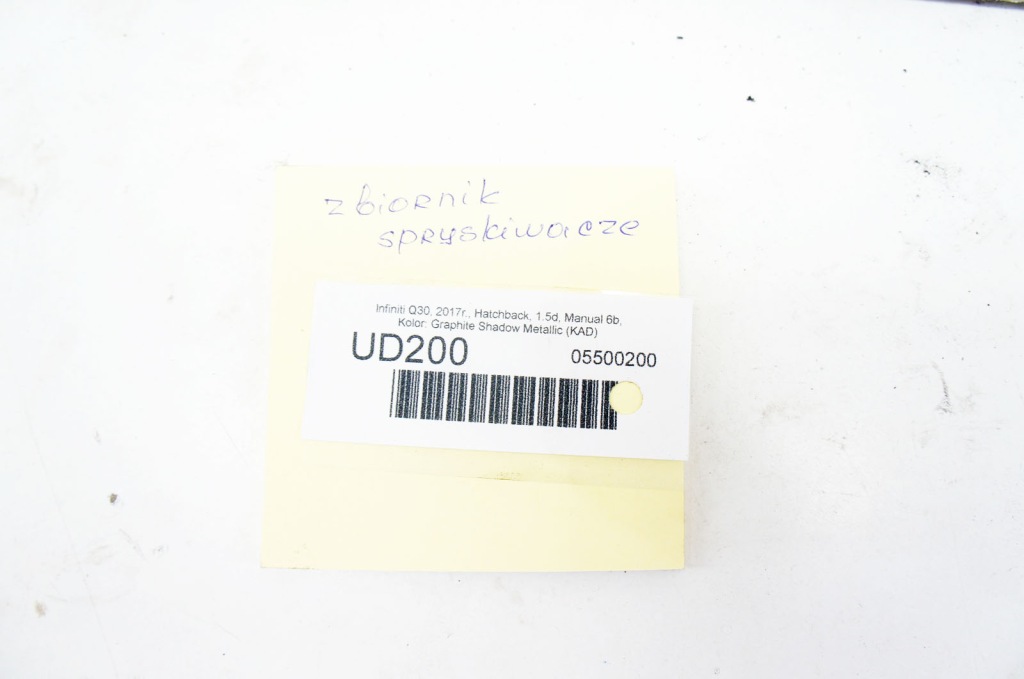 zbiornik
spryskiwacze
Infiniti Q30, 2017r., Hatchback, 1.5d, Manual 6b,
Kolor: Graphite Shadow Metallic (KAD)
UD200 05500200